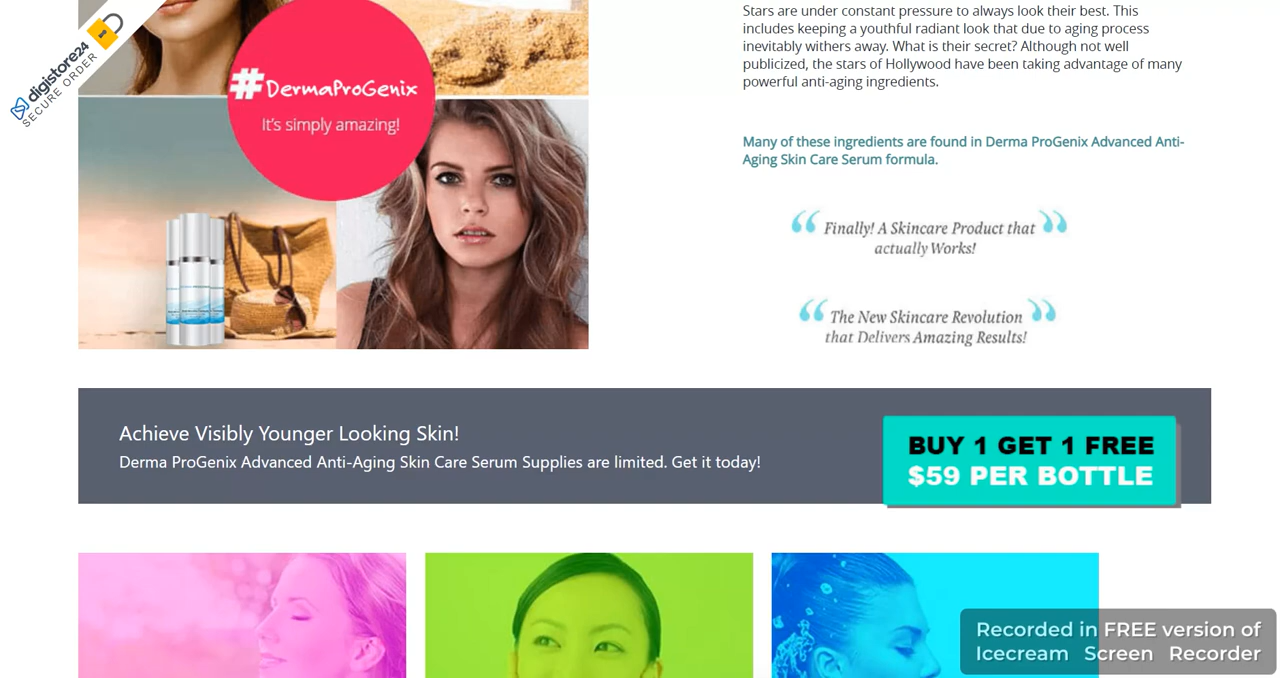 digistore24
SECURE ORDER
#DermaProGenix
It's simply amazing!
Stars are under constant pressure to always look their best. This
includes keeping a youthful radiant look that due to aging process
inevitably withers away. What is their secret? Although not well
publicized, the stars of Hollywood have been taking advantage of many
powerful anti-aging ingredients.
Many of these ingredients are found in Derma ProGenix Advanced Anti-
Aging Skin Care Serum formula.
“ Finally! A Skincare Product that ”
actually Works!
“ The New Skincare Revolution ”
that Delivers Amazing Results!
Achieve Visibly Younger Looking Skin!
Derma ProGenix Advanced Anti-Aging Skin Care Serum Supplies are limited. Get it today!
BUY 1 GET 1 FREE
$59 PER BOTTLE
Recorded in FREE version of
Icecream Screen Recorder